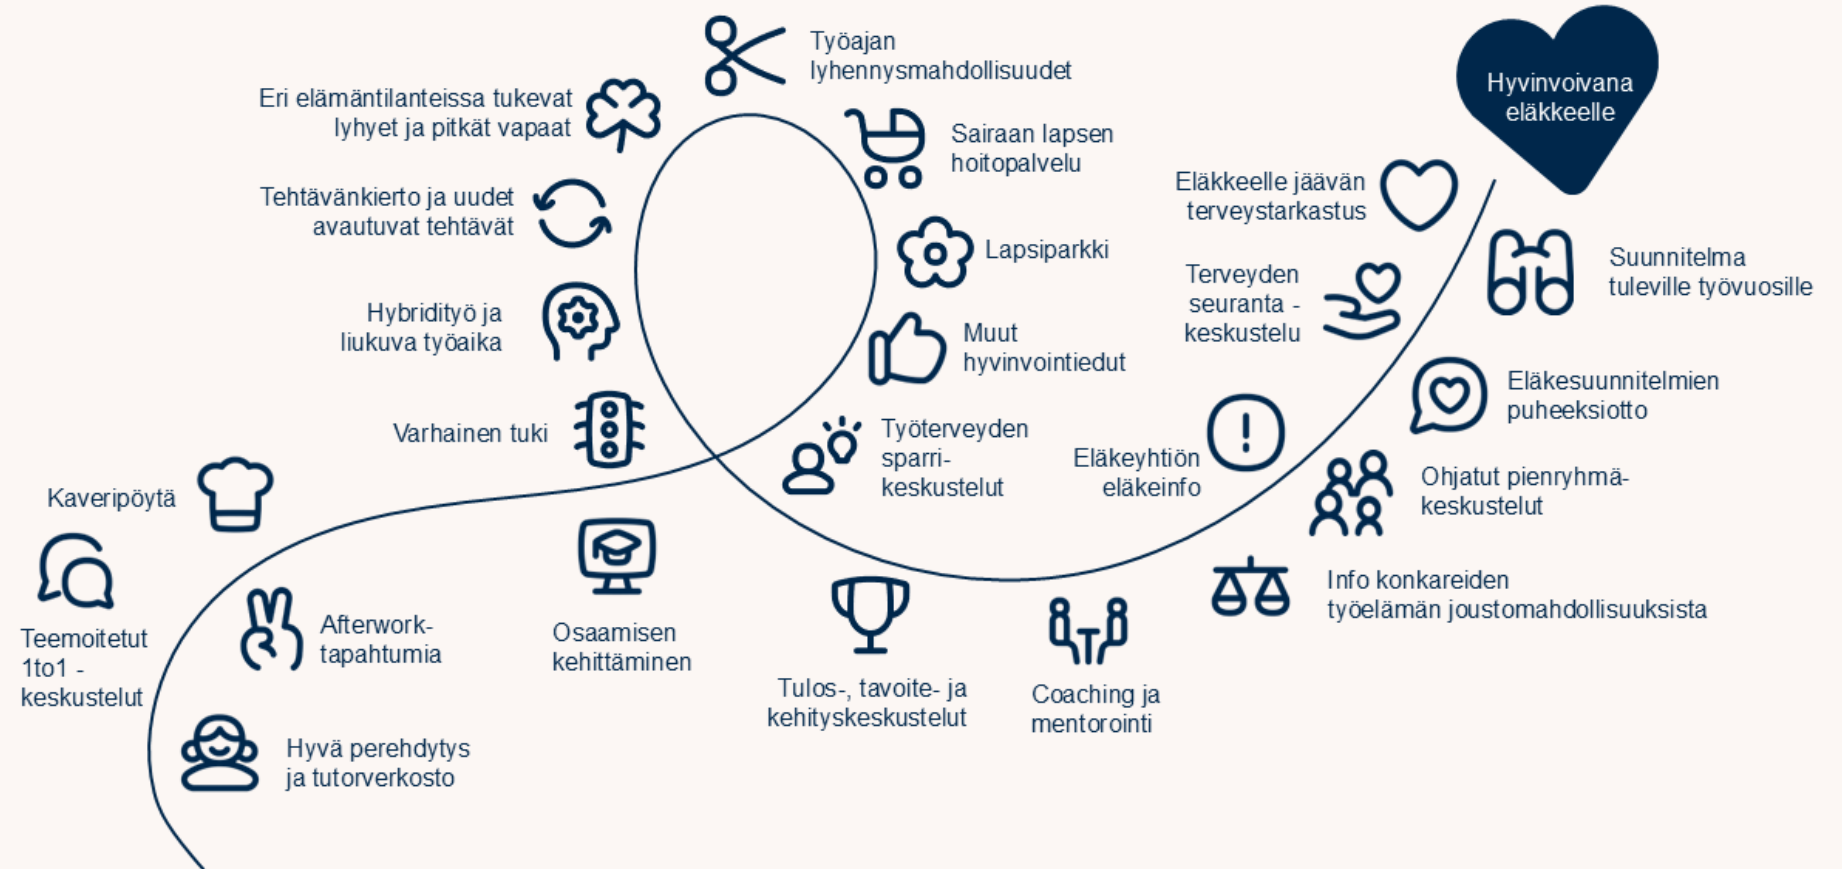 Työajan
lyhennysmahdollisuudet
Hyvinvoivana
eläkkeelle
Eri elämäntilanteissa tukevat
lyhyet ja pitkät vapaat
Sairaan lapsen
hoitopalvelu
Eläkkeelle jäävän
terveystarkastus
Tehtävänkierto ja uudet
avautuvat tehtävät
Lapsiparkki
Suunnitelma
tuleville työvuosille
Terveyden
seuranta -
keskustelu
Hybridityö ja
liukuva työaika
Muut
hyvinvointiedut
Eläkesuunnitelmien
puheeksiotto
Varhainen tuki
Työterveyden
sparri-
keskustelut
Eläkeyhtiön
eläkeinfo
Ohjatut pienryhmä-
keskustelut
Kaveripöytä
Info konkareiden
työelämän joustomahdollisuuksista
Teemoitetut
1to1 -
keskustelut
Afterwork-
tapahtumia
Osaamisen
kehittäminen
Tulos-, tavoite- ja
kehityskeskustelut
Coaching ja
mentorointi
Hyvä perehdytys
ja tutorverkosto